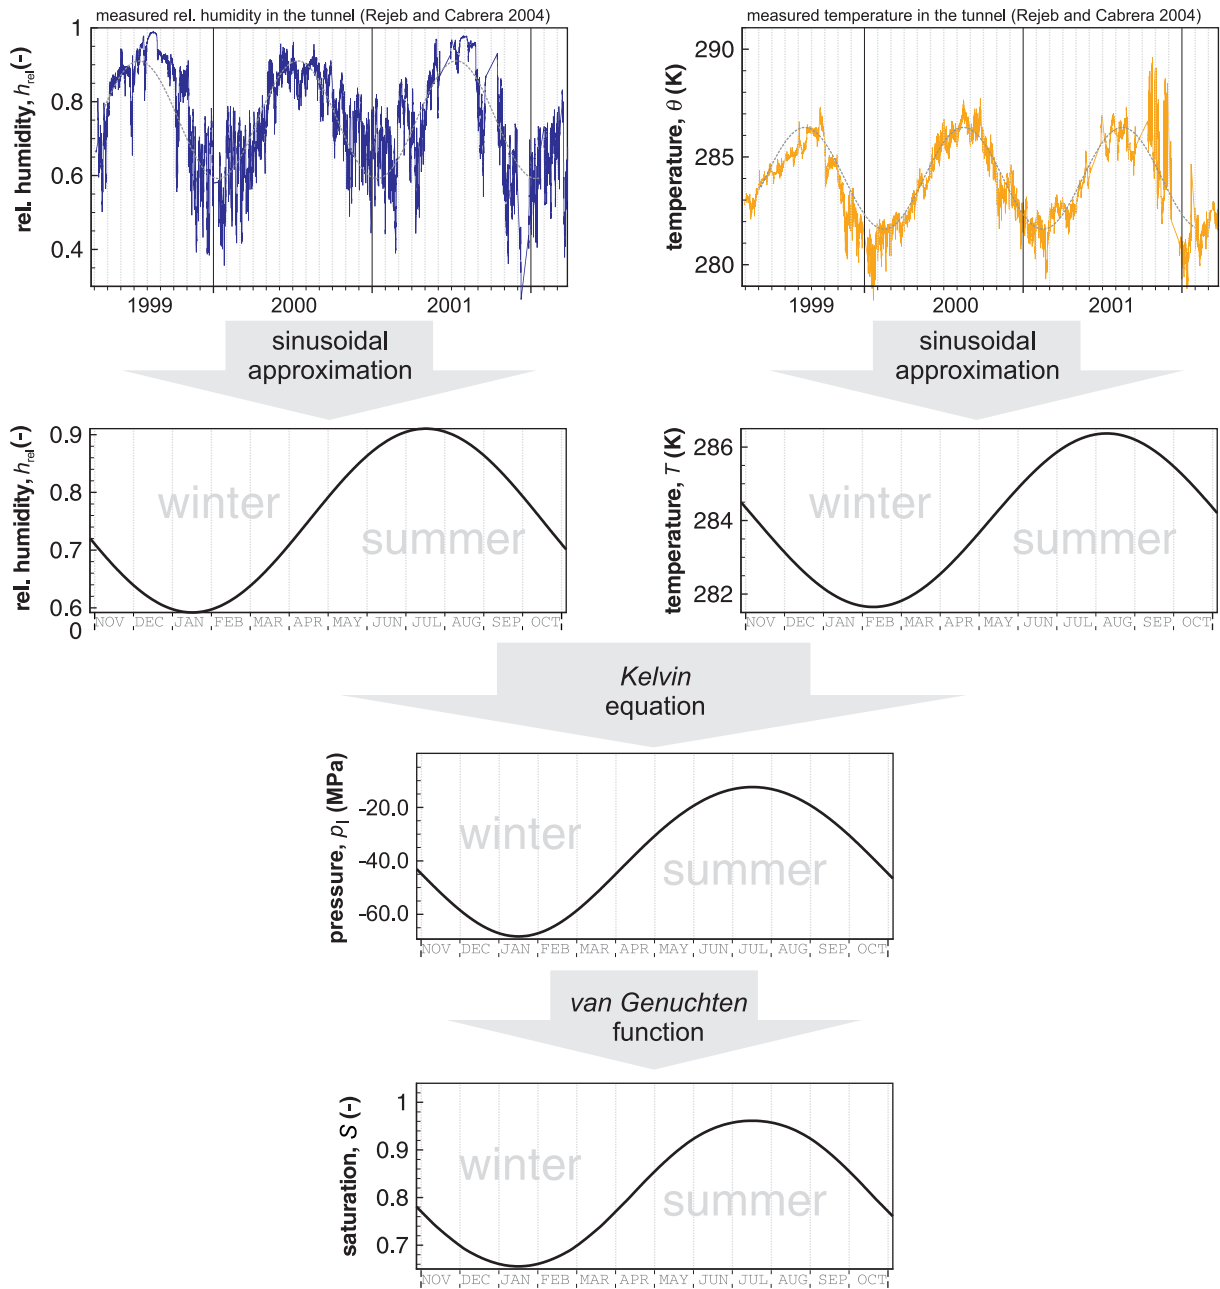 measured rel. humidity in the tunnel (Rejeb and Cabrera 2004)
rel. humidity, h_rel(-)
1
0.8
0.6
0.4
1999
2000
2001
measured temperature in the tunnel (Rejeb and Cabrera 2004)
temperature, θ (K)
290
285
280
1999
2000
2001
sinusoidal
approximation
sinusoidal
approximation
rel. humidity, h_rel(-)
0.9
0.8
0.7
0.6
0
winter
summer
NOV DEC JAN FEB MAR APR MAY JUN JUL AUG SEP OCT
temperature, T (K)
286
284
282
winter
summer
NOV DEC JAN FEB MAR APR MAY JUN JUL AUG SEP OCT
Kelvin
equation
pressure, p_l (MPa)
-20.0
-40.0
-60.0
winter
summer
NOV DEC JAN FEB MAR APR MAY JUN JUL AUG SEP OCT
van Genuchten
function
saturation, S (-)
1
0.9
0.8
0.7
winter
summer
NOV DEC JAN FEB MAR APR MAY JUN JUL AUG SEP OCT